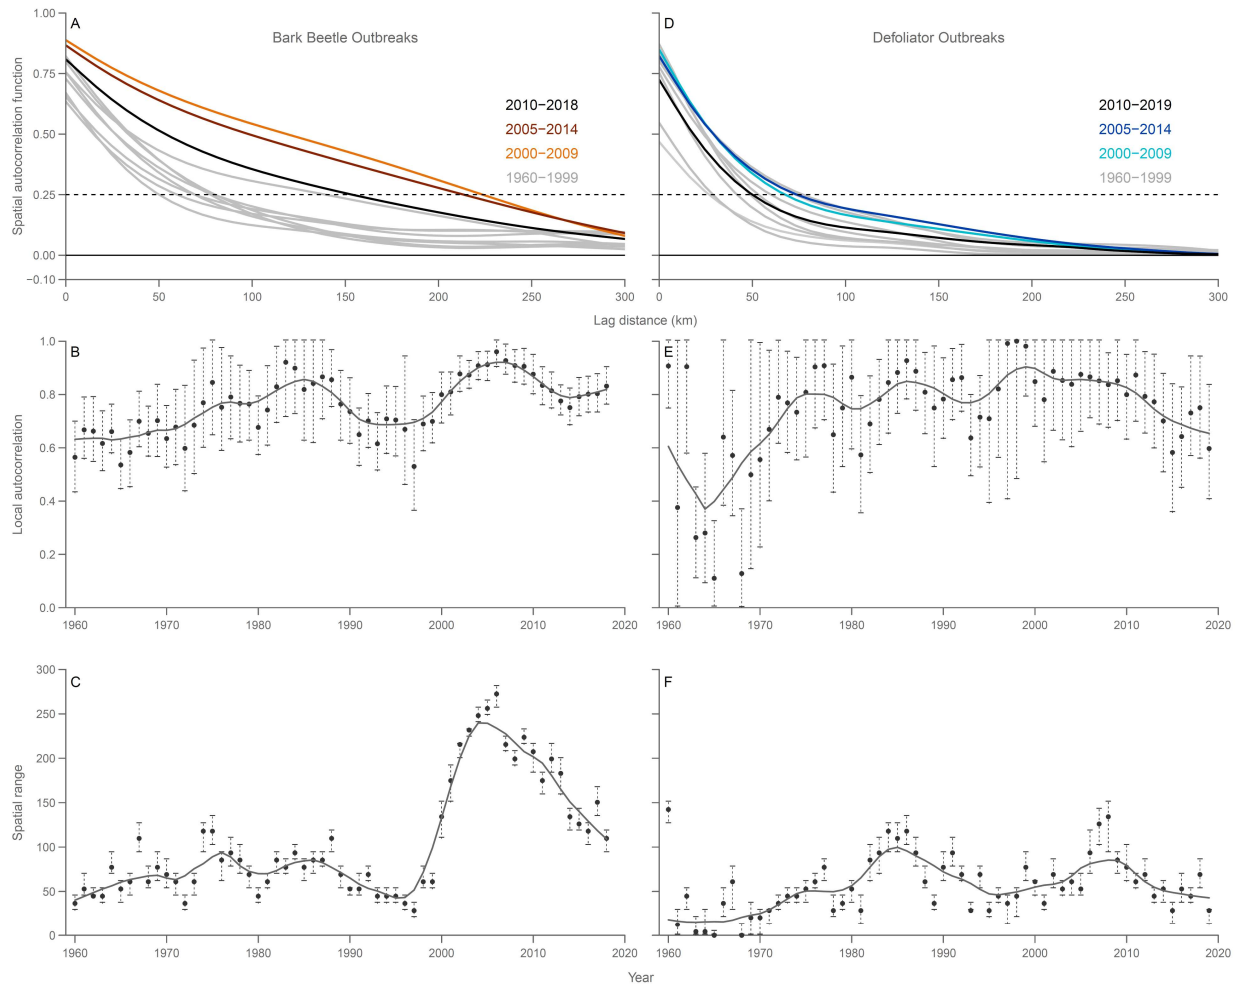 A
Bark Beetle Outbreaks
Spatial autocorrelation function
1.00
0.75
0.50
0.25
0.00
−0.10
2010−2018
2005−2014
2000−2009
1960−1999
0 50 100 150 200 250 300
D
Defoliator Outbreaks
2010−2019
2005−2014
2000−2009
1960−1999
0 50 100 150 200 250 300
Lag distance (km)
B
Local autocorrelation
1.0
0.8
0.6
0.4
0.2
0.0
1960 1970 1980 1990 2000 2010 2020
E
1960 1970 1980 1990 2000 2010 2020
C
Spatial range
300
250
200
150
100
50
0
1960 1970 1980 1990 2000 2010 2020
F
1960 1970 1980 1990 2000 2010 2020
Year